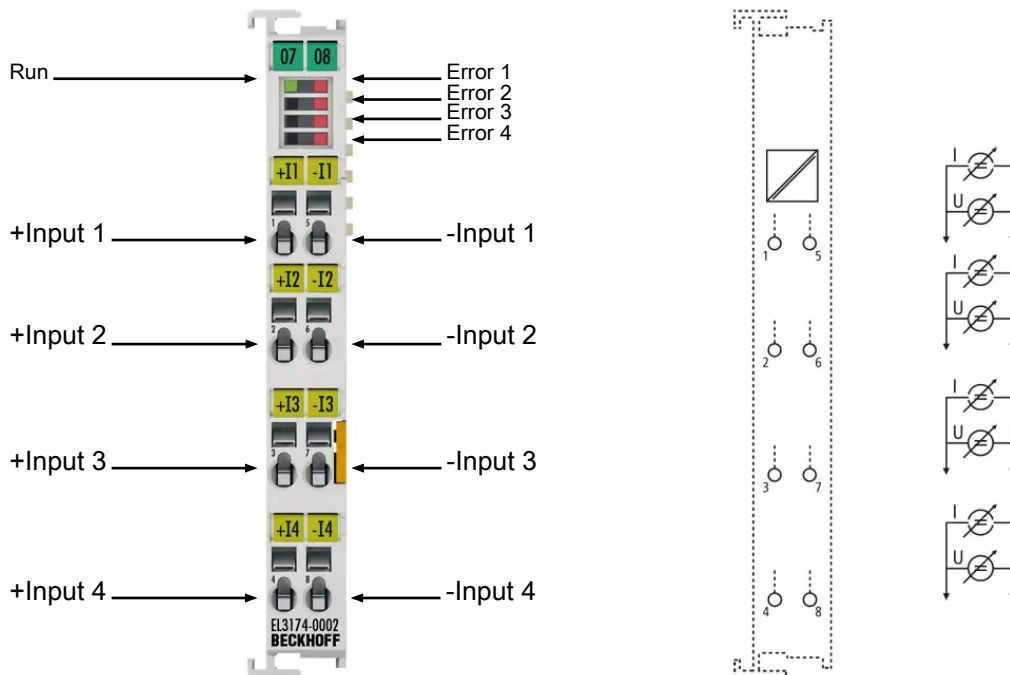 07 08
Run
Error 1
Error 2
Error 3
Error 4
+I1 -I1
+Input 1
1 5
-Input 1
+I2 -I2
+Input 2
2 6
-Input 2
+I3 -I3
+Input 3
3 7
-Input 3
+I4 -I4
+Input 4
4 8
-Input 4
EL3174-0002
BECKHOFF
1 5
2 6
3 7
4 8
I
U
I
U
I
U
I
U